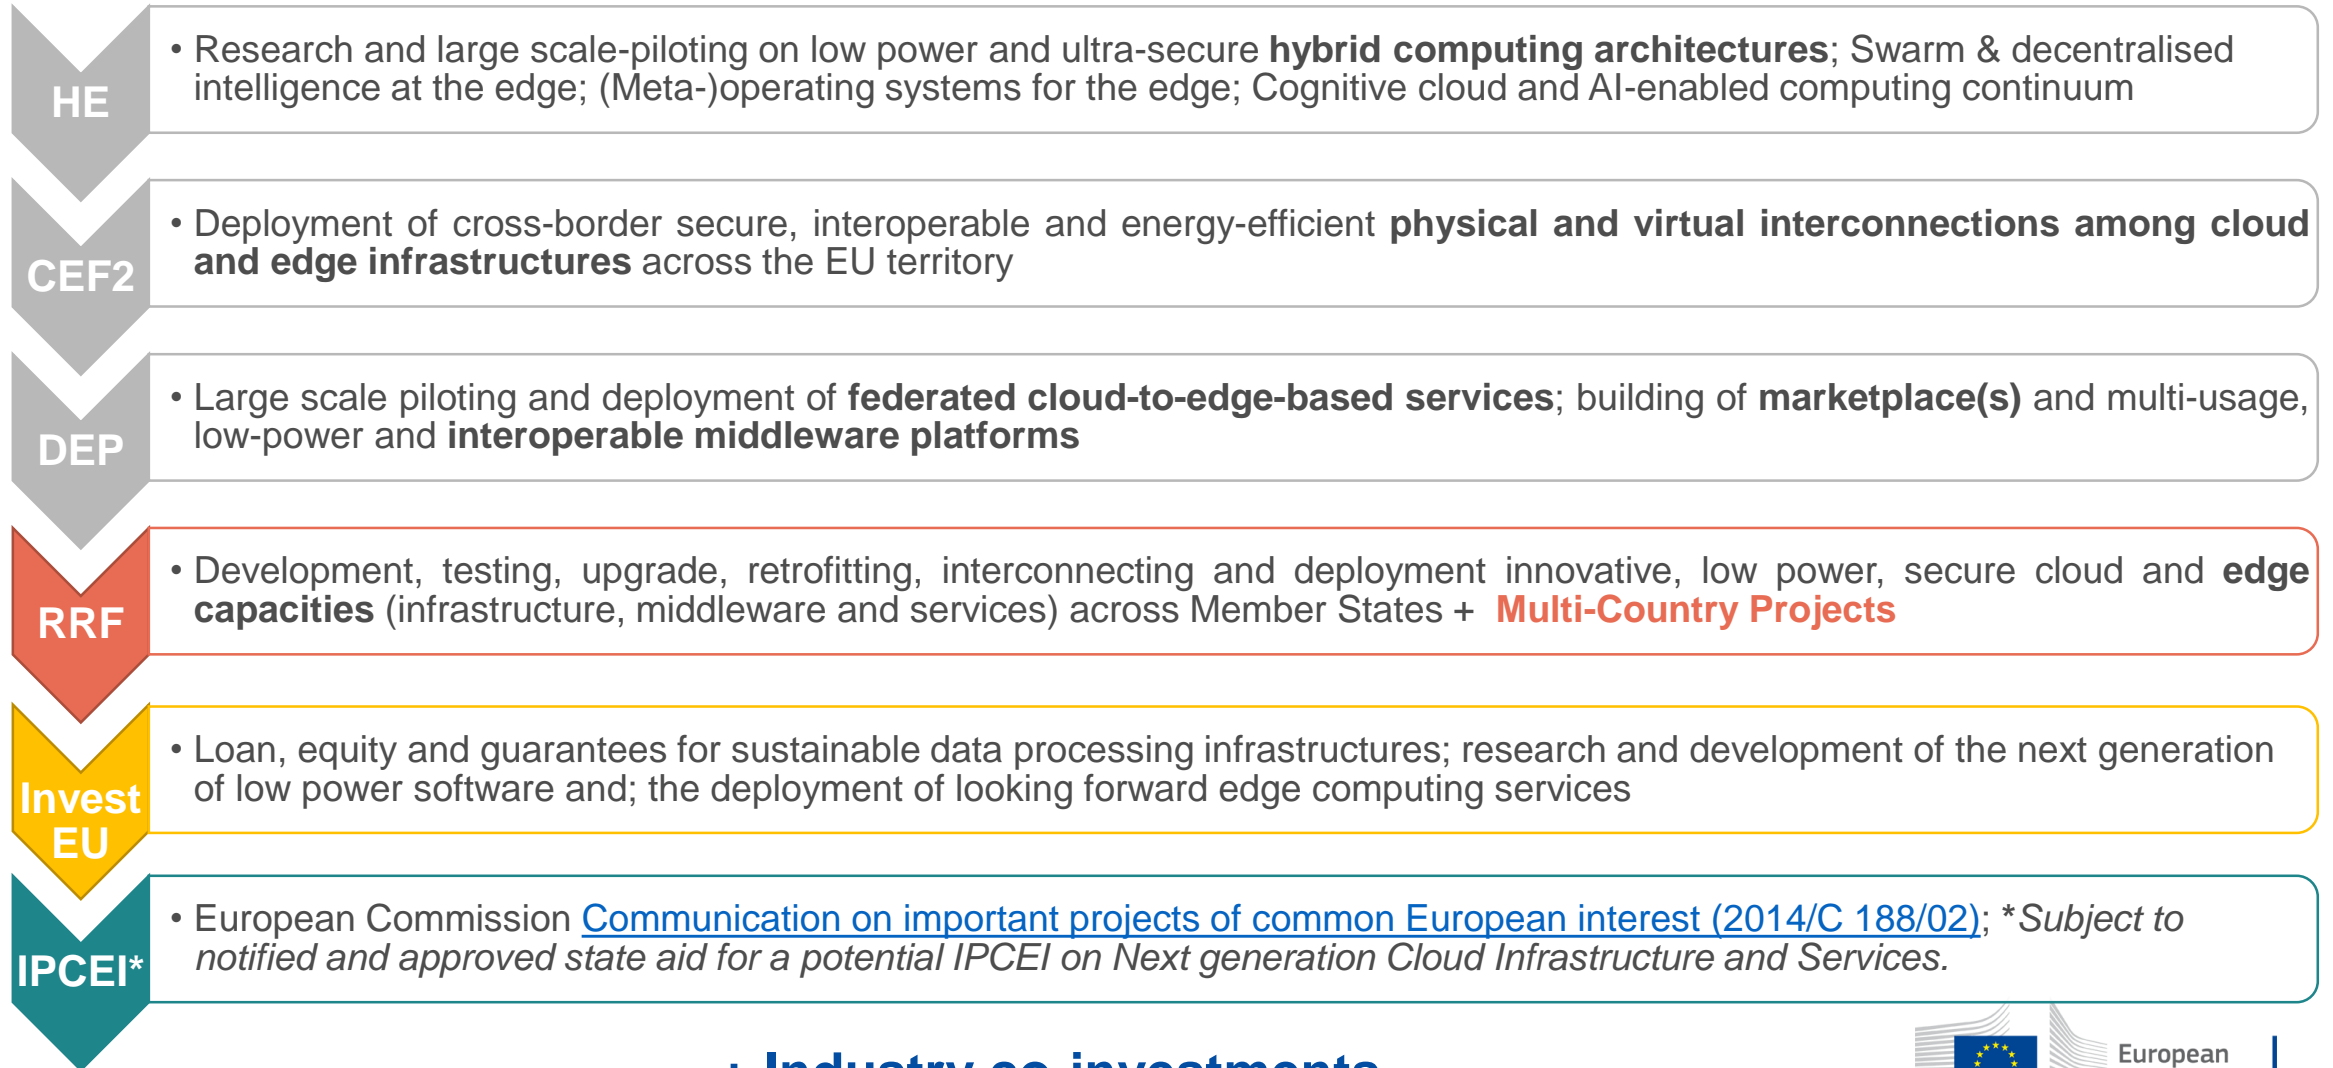 HE
• Research and large scale-piloting on low power and ultra-secure hybrid computing architectures; Swarm & decentralised
intelligence at the edge; (Meta-)operating systems for the edge; Cognitive cloud and AI-enabled computing continuum
CEF2
• Deployment of cross-border secure, interoperable and energy-efficient physical and virtual interconnections among cloud
and edge infrastructures across the EU territory
DEP
• Large scale piloting and deployment of federated cloud-to-edge-based services; building of marketplace(s) and multi-usage,
low-power and interoperable middleware platforms
RRF
• Development, testing, upgrade, retrofitting, interconnecting and deployment innovative, low power, secure cloud and edge
capacities (infrastructure, middleware and services) across Member States + Multi-Country Projects
Invest
EU
• Loan, equity and guarantees for sustainable data processing infrastructures; research and development of the next generation
of low power software and; the deployment of looking forward edge computing services
IPCEI*
• European Commission Communication on important projects of common European interest (2014/C 188/02); *Subject to
notified and approved state aid for a potential IPCEI on Next generation Cloud Infrastructure and Services.
+ Industry co-investments
European